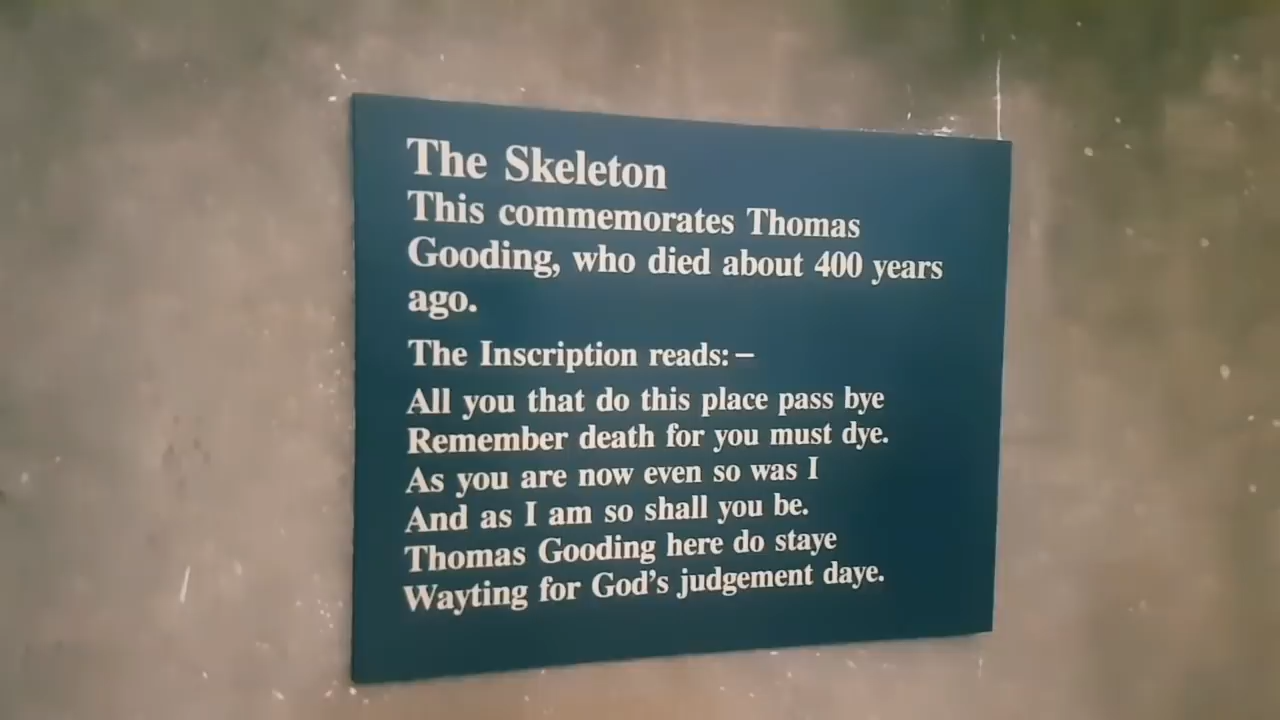 The Skeleton
This commemorates Thomas
Gooding, who died about 400 years
ago.
The Inscription reads:–
All you that do this place pass bye
Remember death for you must dye.
As you are now even so was I
And as I am so shall you be.
Thomas Gooding here do staye
Wayting for God's judgement daye.